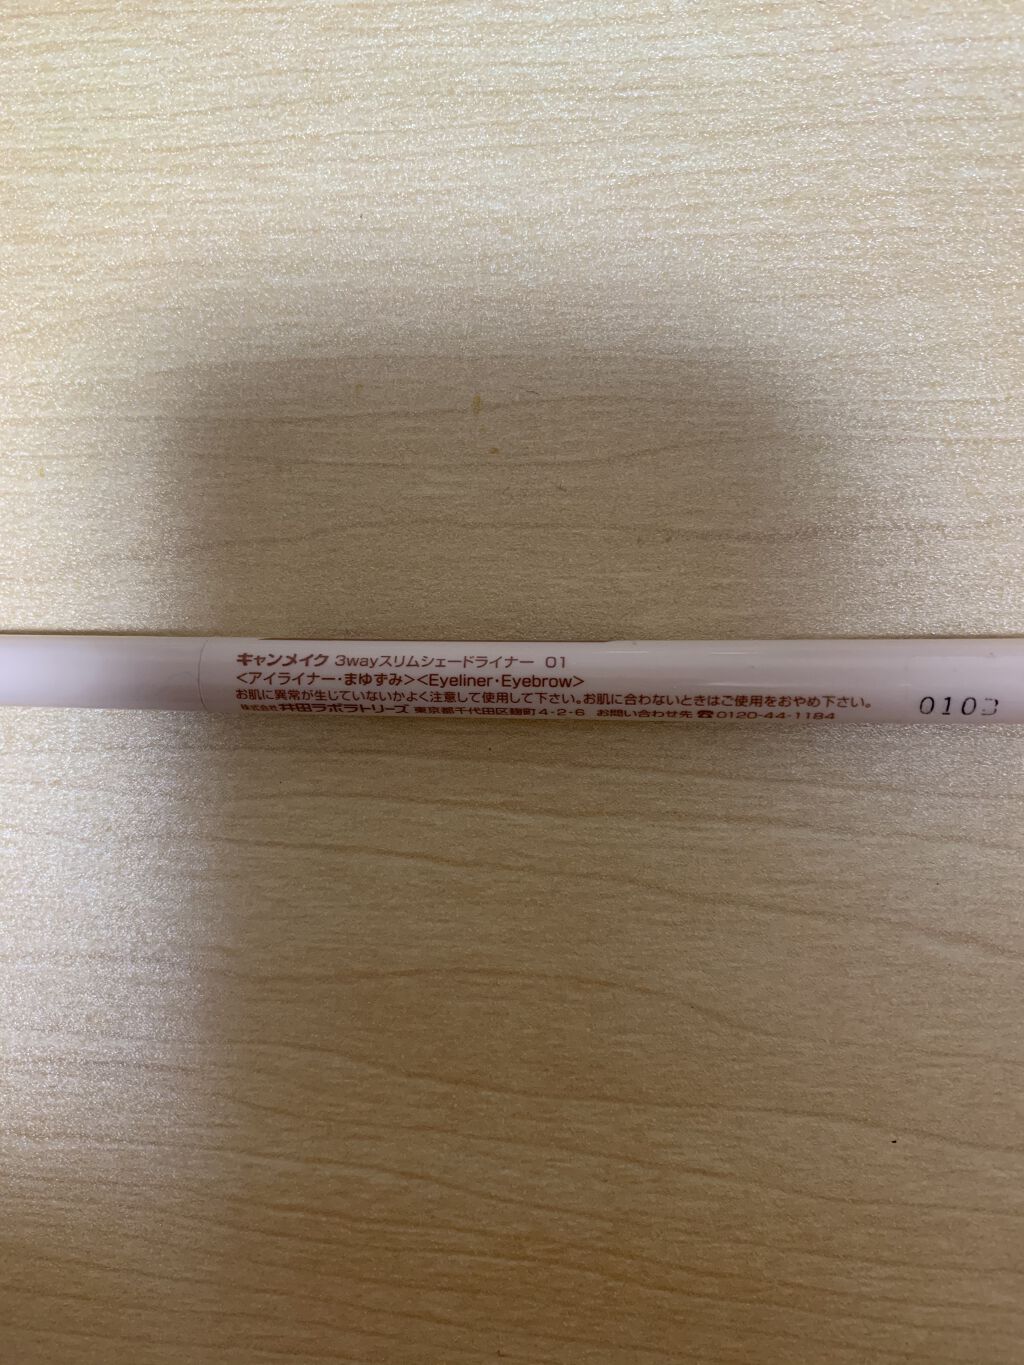 キャンメイク 3wayスリムシェードライナー 01
<アイライナー・まゆずみ><Eyeliner・Eyebrow>
お肌に異常が生じていないかよく注意して使用して下さい。お肌に合わないときはご使用をおやめ下さい。
株式会社 井田ラボラトリーズ 東京都千代田区麹町4-2-6 お問い合わせ先 ☎0120-44-1184
0103